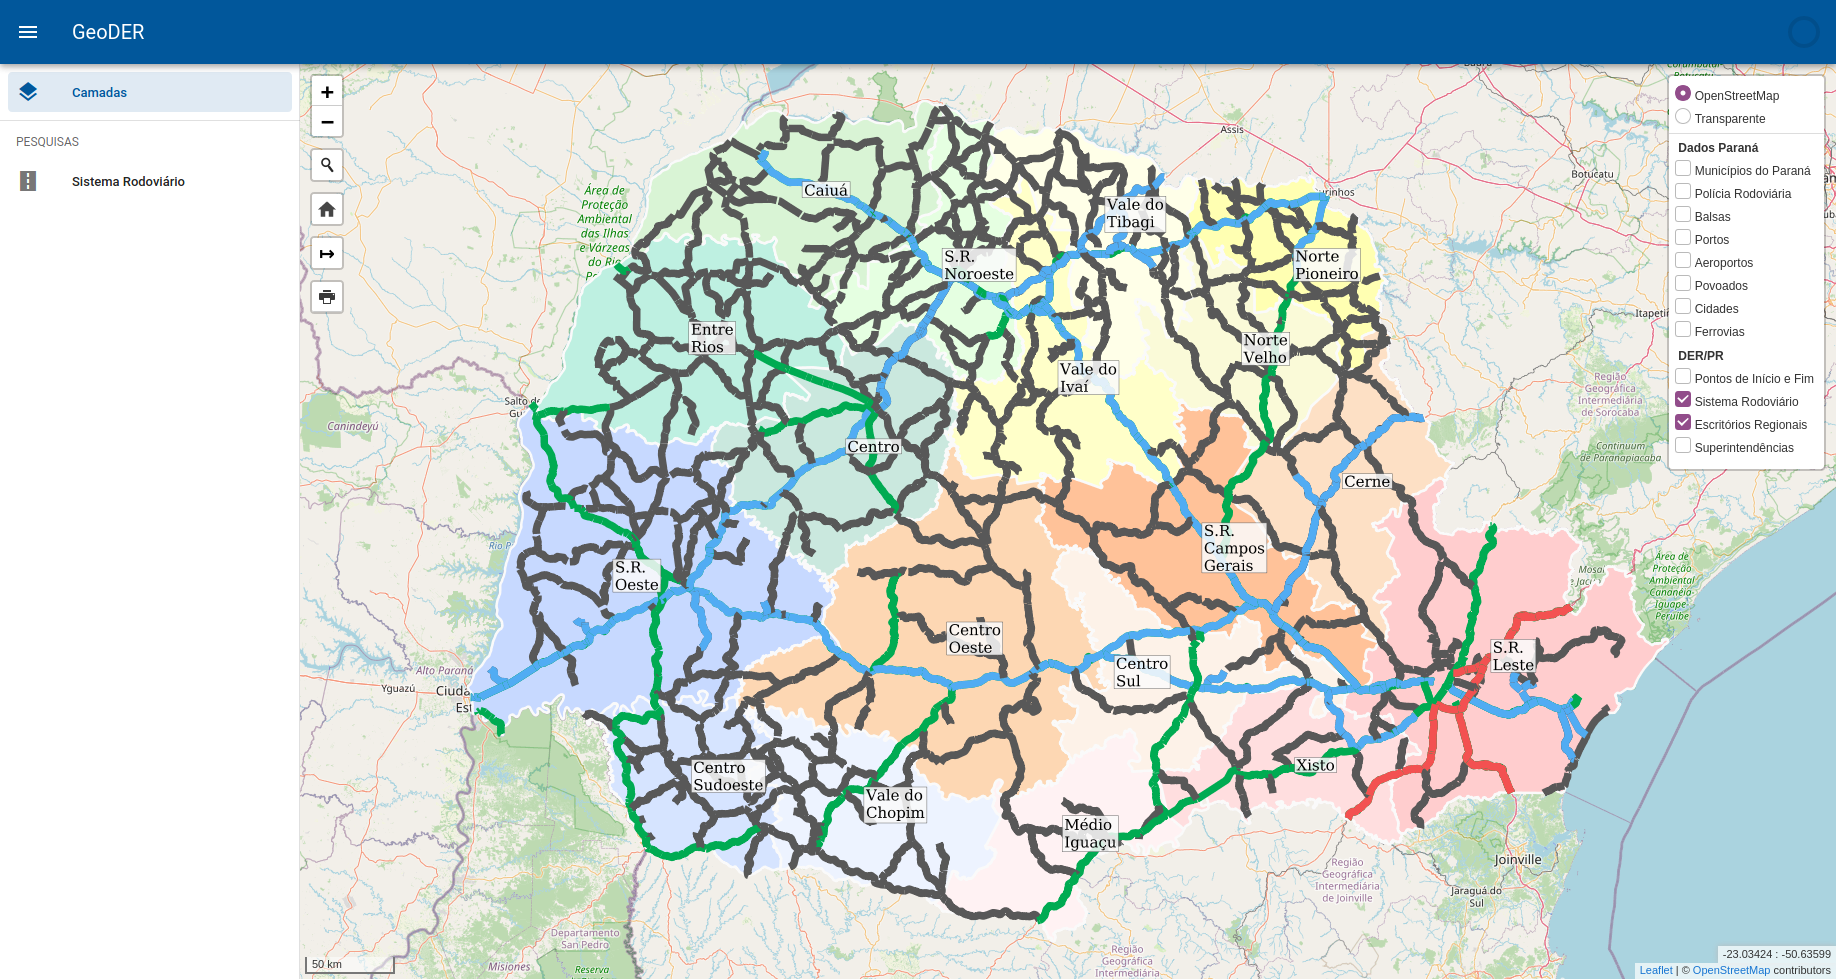 GeoDER
Camadas
PESQUISAS
Sistema Rodoviário
+
−
Assis
Botucatu
Área de
Proteção
Ambiental
das Ilhas
e Várzeas
do Rio
Caiuá
Vale do
Tibagi
S.R.
Noroeste
Norte
Pioneiro
Entre
Rios
Norte
Velho
Vale do
Ivaí
Salto de
Canindeyú
Centro
Cerne
S.R.
Campos
Gerais
S.R.
Oeste
Centro
Oeste
Centro
Sul
S.R.
Leste
Alto Paraná
Yguazú
Centro
Sudoeste
Vale do
Chopim
Xisto
Médio
Iguaçu
Região
Geográfica
Intermediária
de Sorocaba
Continuum
de Paranapiacaba
Área de
Proteção
Ambiental
Cananéia-
Iguape-
Peruíbe
Joinville
Jaraguá do
Sul
Região
Geográfica
Intermediária
de Joinville
Região
Geográfica
Intermediária
Departamento
San Pedro
Misiones
Reserva
50 km
OpenStreetMap
Transparente
Dados Paraná
Municípios do Paraná
Polícia Rodoviária
Balsas
Portos
Aeroportos
Povoados
Cidades
Ferrovias
DER/PR
Pontos de Início e Fim
Sistema Rodoviário
Escritórios Regionais
Superintendências
-23.03424 : -50.63599
Leaflet | © OpenStreetMap contributors